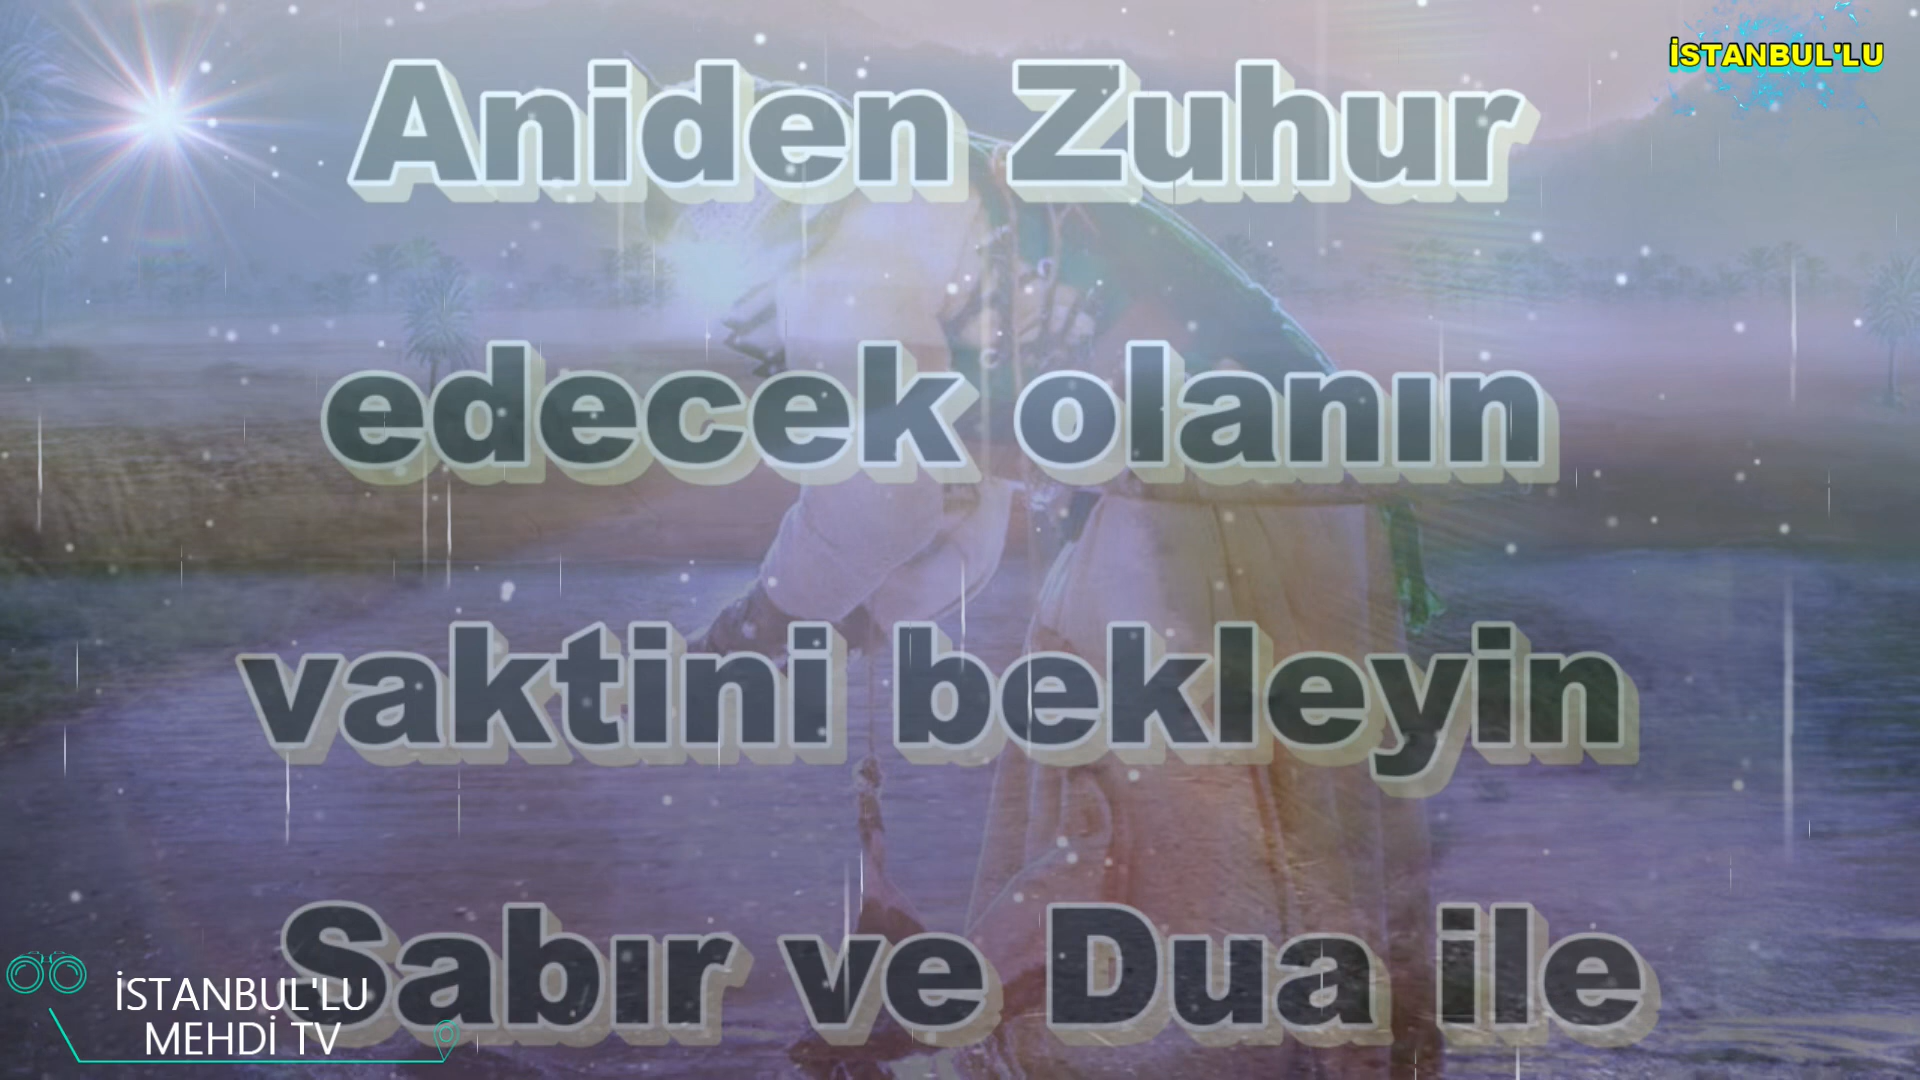 İSTANBUL'LU
Aniden Zuhur
edecek olanın
vaktini bekleyin
Sabır ve Dua ile
İSTANBUL'LU
MEHDİ TV